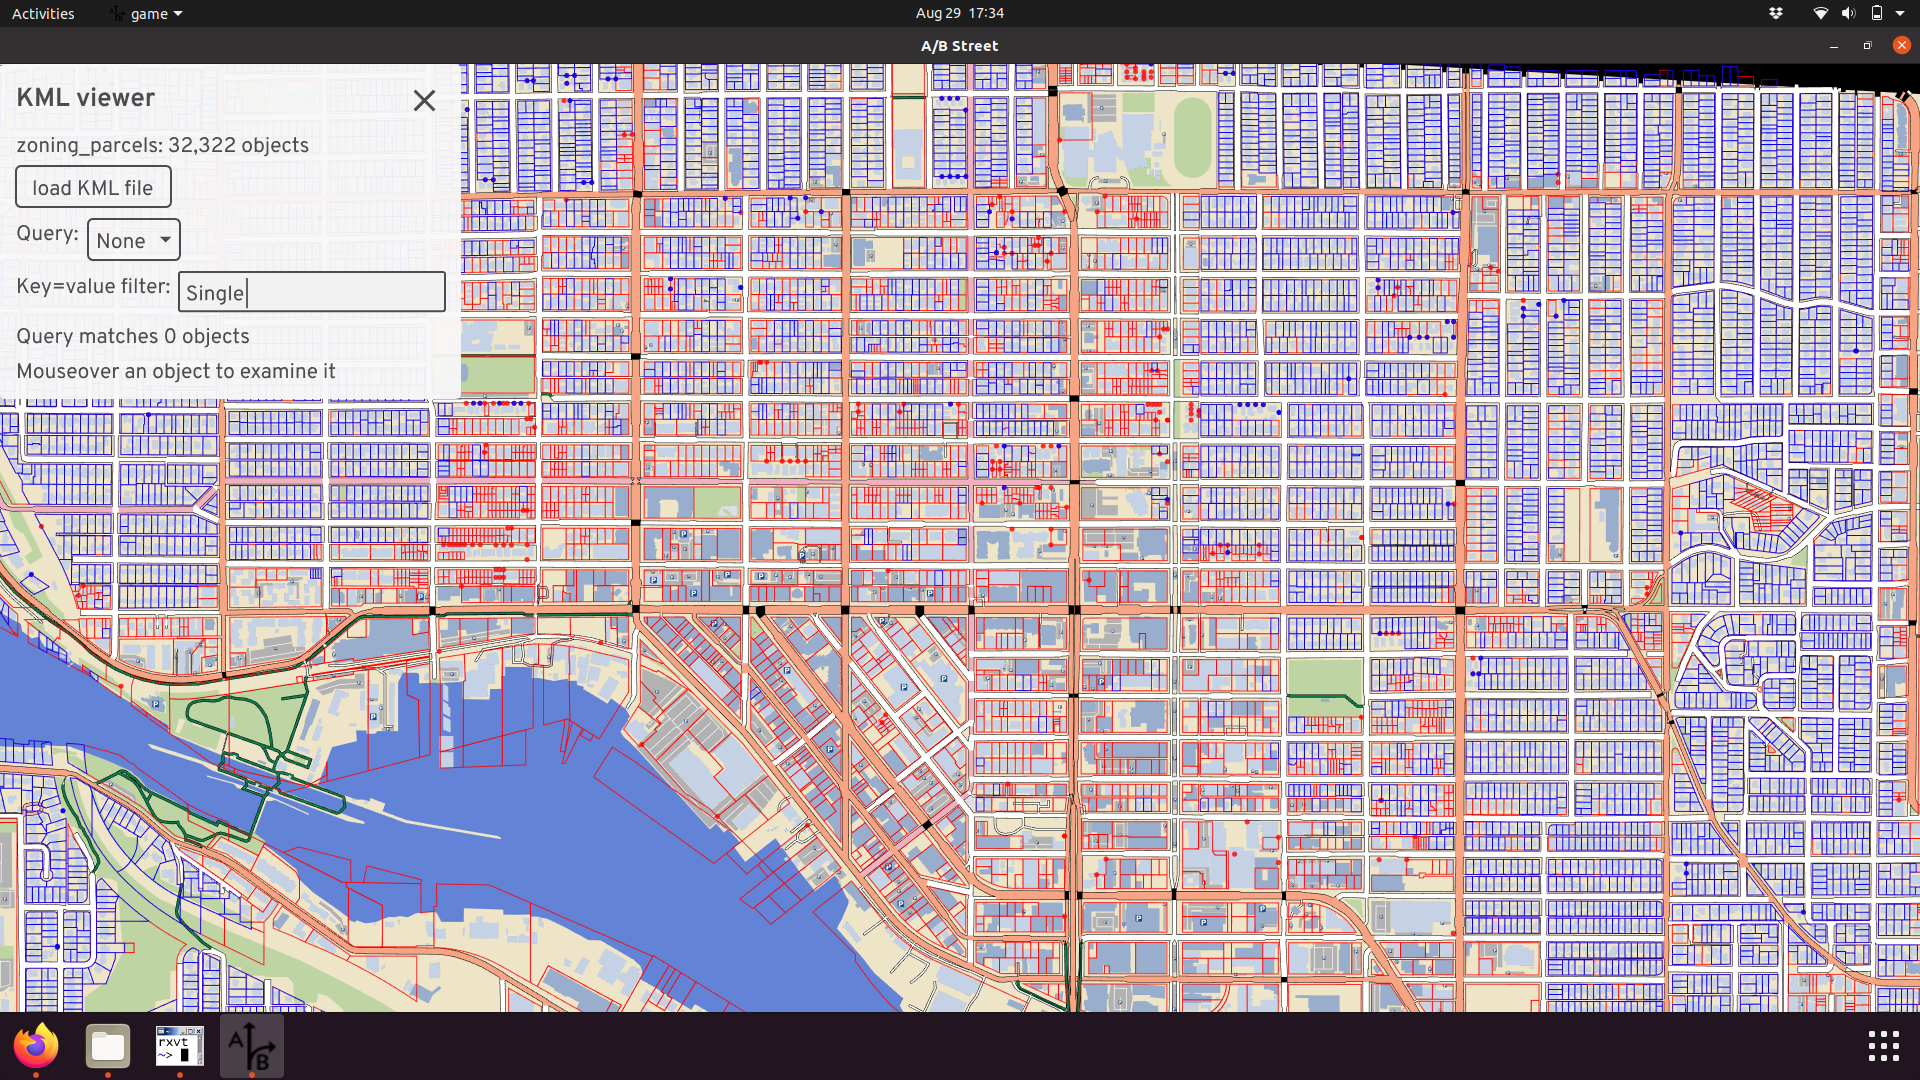 Activities
game
Aug 29 17:34
A/B Street
KML viewer
zoning_parcels: 32,322 objects
load KML file
Query:
None
Key=value filter:
Single
Query matches 0 objects
Mouseover an object to examine it
rxvt
~>
A
B